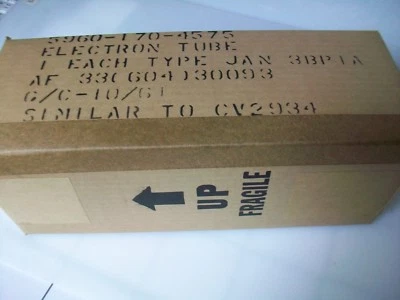 5960-170-4575
ELECTRON TUBE
1 EACH TYPE JAN 3BP1A
AF 33(604)30093
C/C-10/61
SIMILAR TO CV2934
UP
FRAGILE